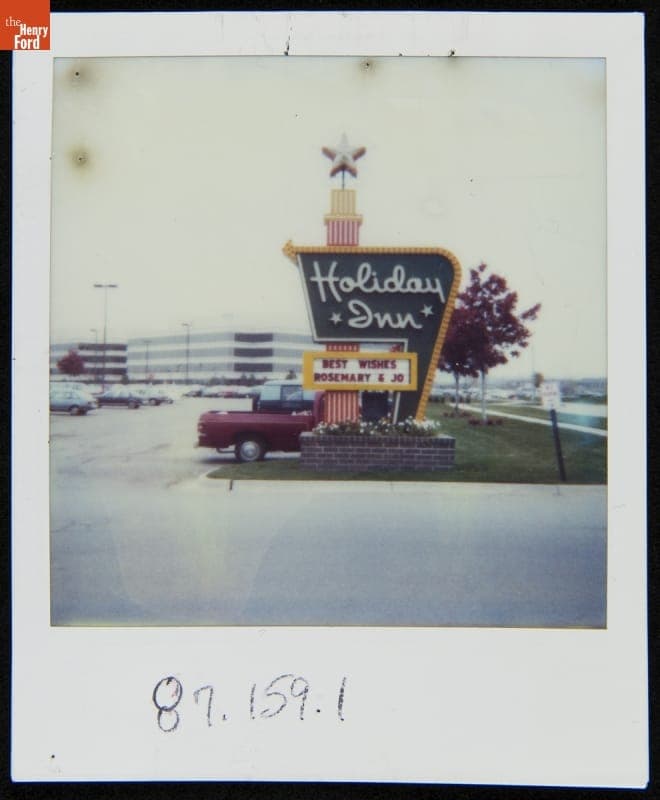 the
Henry
Ford
Holiday
Inn
BEST WISHES
ROSEMARY & JO
87.159.1